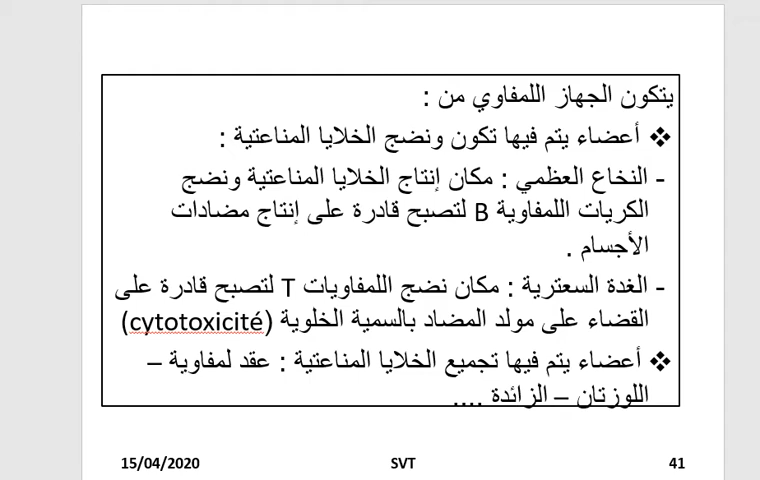 يتكون الجهاز اللمفاوي من :
❖ أعضاء يتم فيها تكون ونضج الخلايا المناعتية :
- النخاع العظمي : مكان إنتاج الخلايا المناعتية ونضج
الكريات اللمفاوية B لتصبح قادرة على إنتاج مضادات
الأجسام .
- الغدة السعترية : مكان نضج اللمفاويات T لتصبح قادرة على
القضاء على مولد المضاد بالسمية الخلوية (cytotoxicité)
❖ أعضاء يتم فيها تجميع الخلايا المناعتية : عقد لمفاوية –
اللوزتان – الزائدة ....
15/04/2020 SVT 41